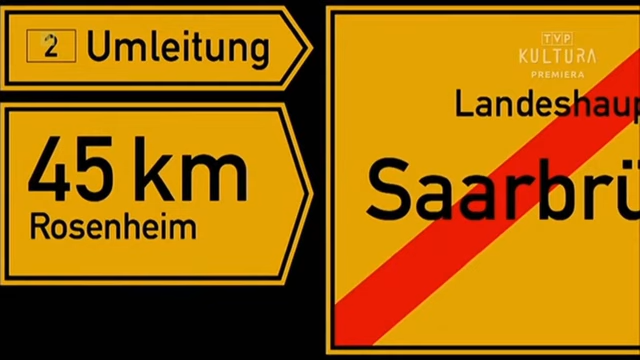 2 Umleitung
45 km
Rosenheim
Landeshaup
Saarbrü
TVP
KULTURA
PREMIERA